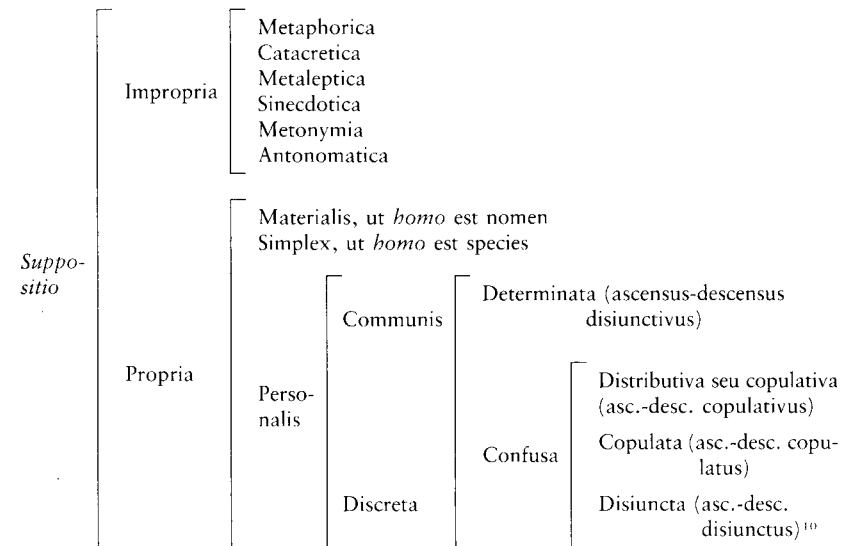 Metaphorica
Catacretica
Metaleptica
Impropria
Sinecdotica
Metonymia
Antonomatica
Materialis, ut homo est nomen
Simplex, ut homo est species
Suppo-
sitio
Propria
Perso-
nalis
Communis
Determinata (ascensus-descensus
disiunctivus)
Confusa
Distributiva seu copulativa
(asc.-desc. copulativus)
Copulata (asc.-desc. copu-
latus)
Disiuncta (asc.-desc.
disiunctus)¹⁰
Discreta